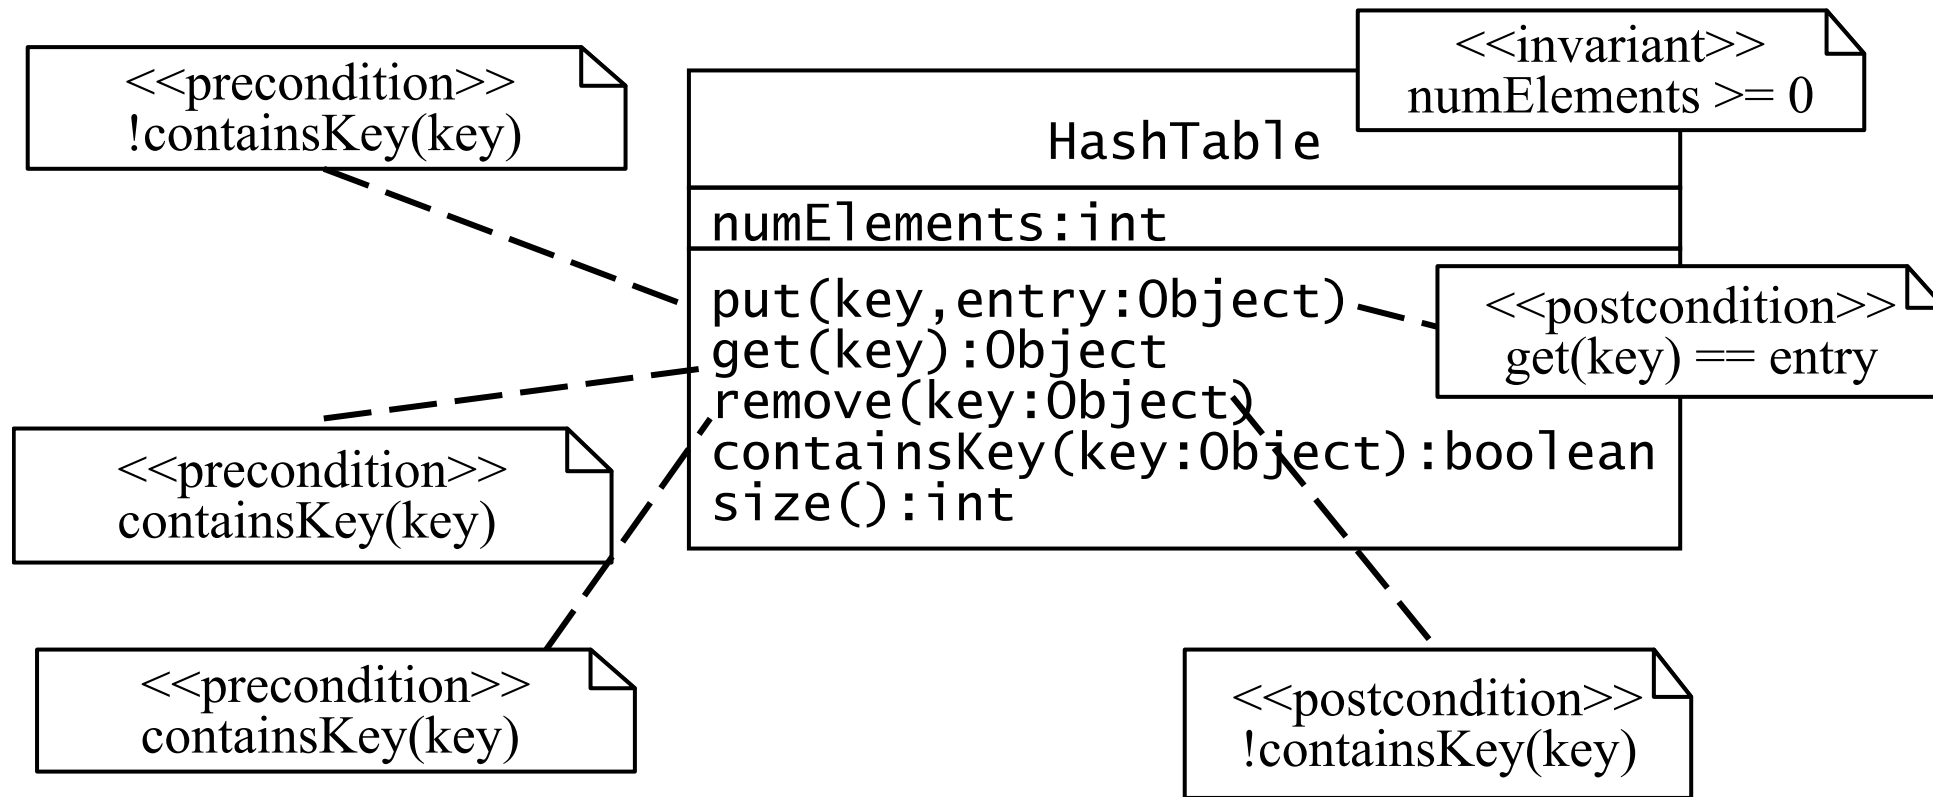 <<invariant>>
numElements >= 0
<<precondition>>
!containsKey(key)
HashTable
numElements:int
put(key,entry:Object)
get(key):Object
remove(key:Object)
containsKey(key:Object):boolean
size():int
<<postcondition>>
get(key) == entry
<<precondition>>
containsKey(key)
<<precondition>>
containsKey(key)
<<postcondition>>
!containsKey(key)